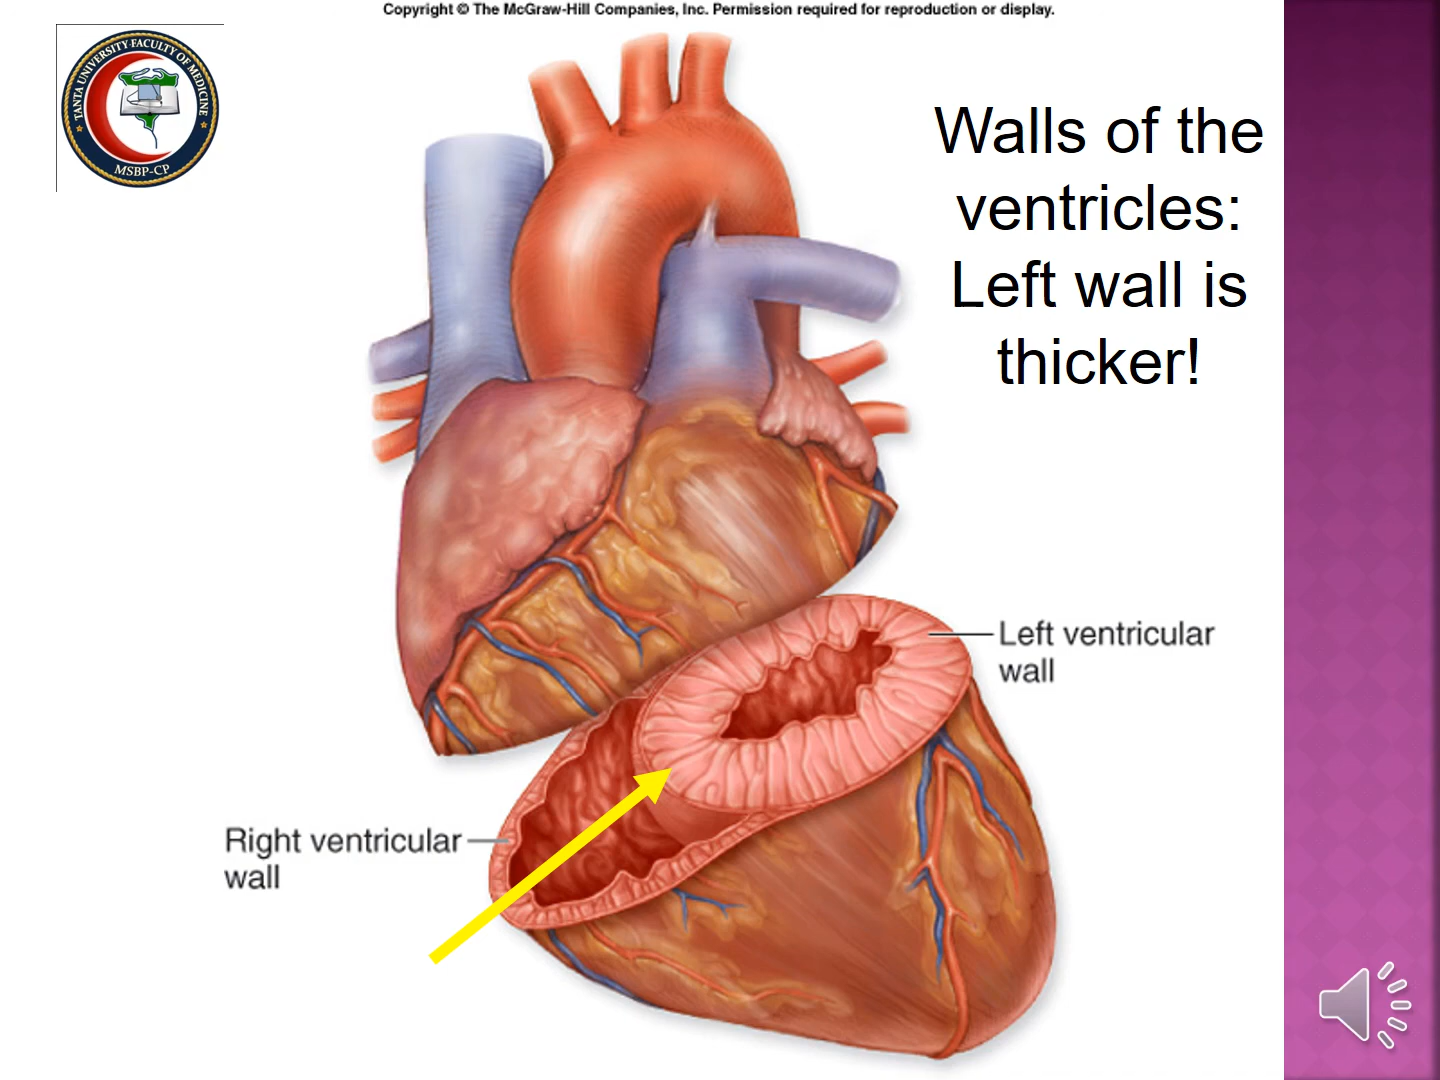 Copyright © The McGraw-Hill Companies, Inc. Permission required for reproduction or display.
TANTA UNIVERSITY FACULTY OF MEDICINE
MSBP-CP
Walls of the
ventricles:
Left wall is
thicker!
Left ventricular
wall
Right ventricular
wall